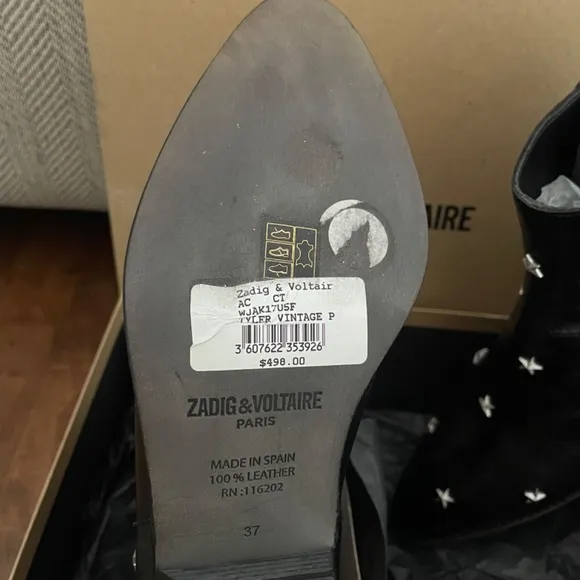 VOLTAIRE
Zadig & Voltair
AC CT
WJAK17USF
TYLER VINTAGE P
3 607622 353926
$498.00
ZADIG&VOLTAIRE
PARIS
MADE IN SPAIN
100 % LEATHER
RN :116202
37